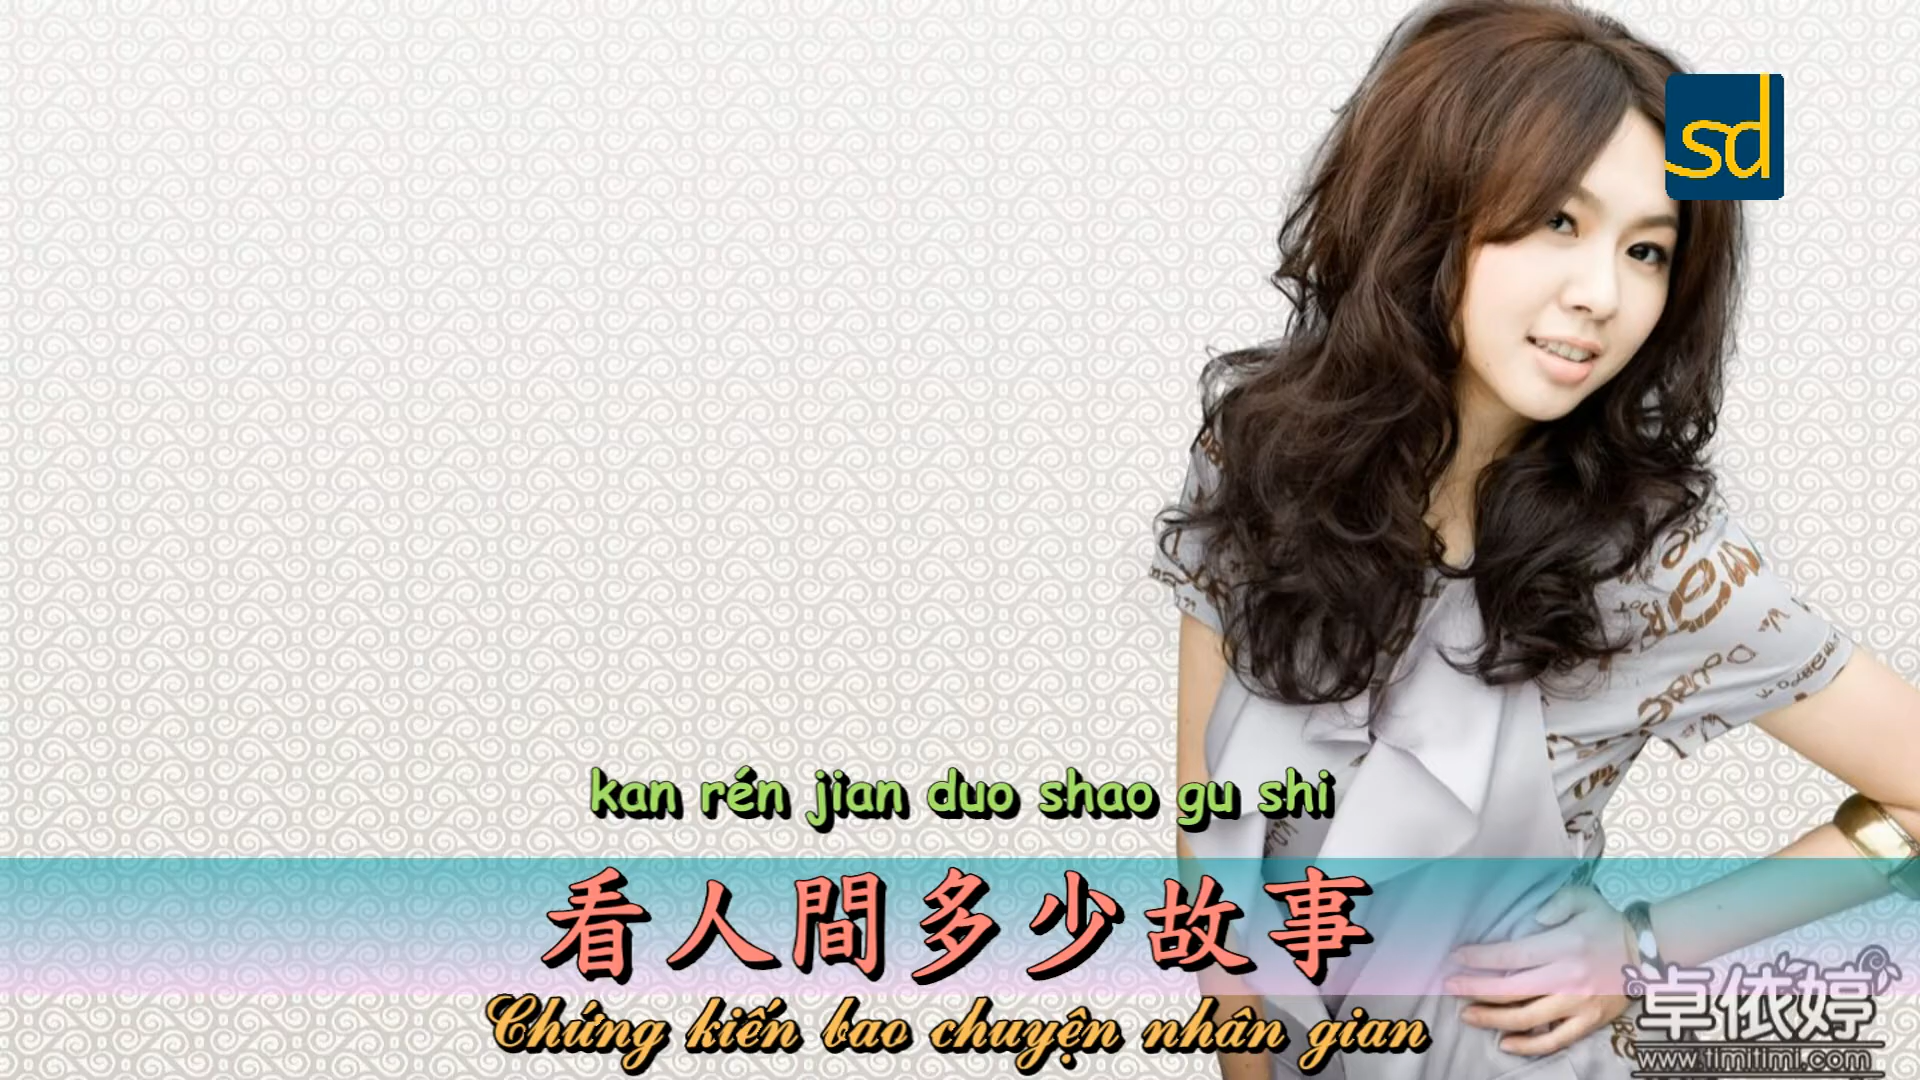 sd
kan rén jian duo shao gu shi
看人間多少故事
Chứng kiến bao chuyện nhân gian
卓依婷
www.timitimi.com